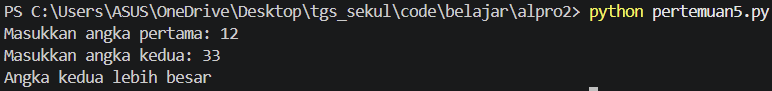 PS C:\Users\ASUS\OneDrive\Desktop\tgs_sekul\code\belajar\alpro2> python pertemuan5.py
Masukkan angka pertama: 12
Masukkan angka kedua: 33
Angka kedua lebih besar